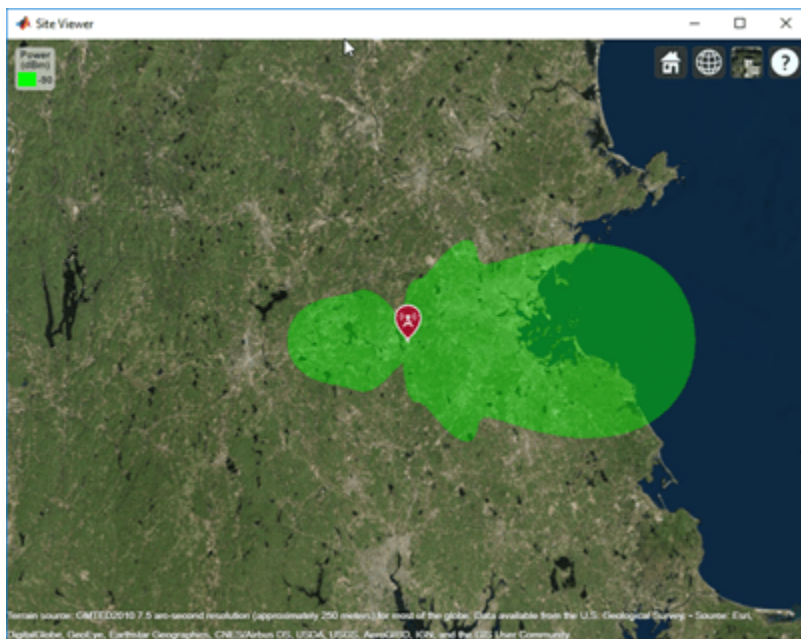 Site Viewer
Power
(dBm)
-90
?
Terrain source: GMTED2010 7.5 arc-second resolution (approximately 250 meters) for most of the globe. Data available from the U.S. Geological Survey. • Source: Esri,
DigitalGlobe, GeoEye, Earthstar Geographics, CNES/Airbus DS, USDA, USGS, AeroGRID, IGN, and the GIS User Community